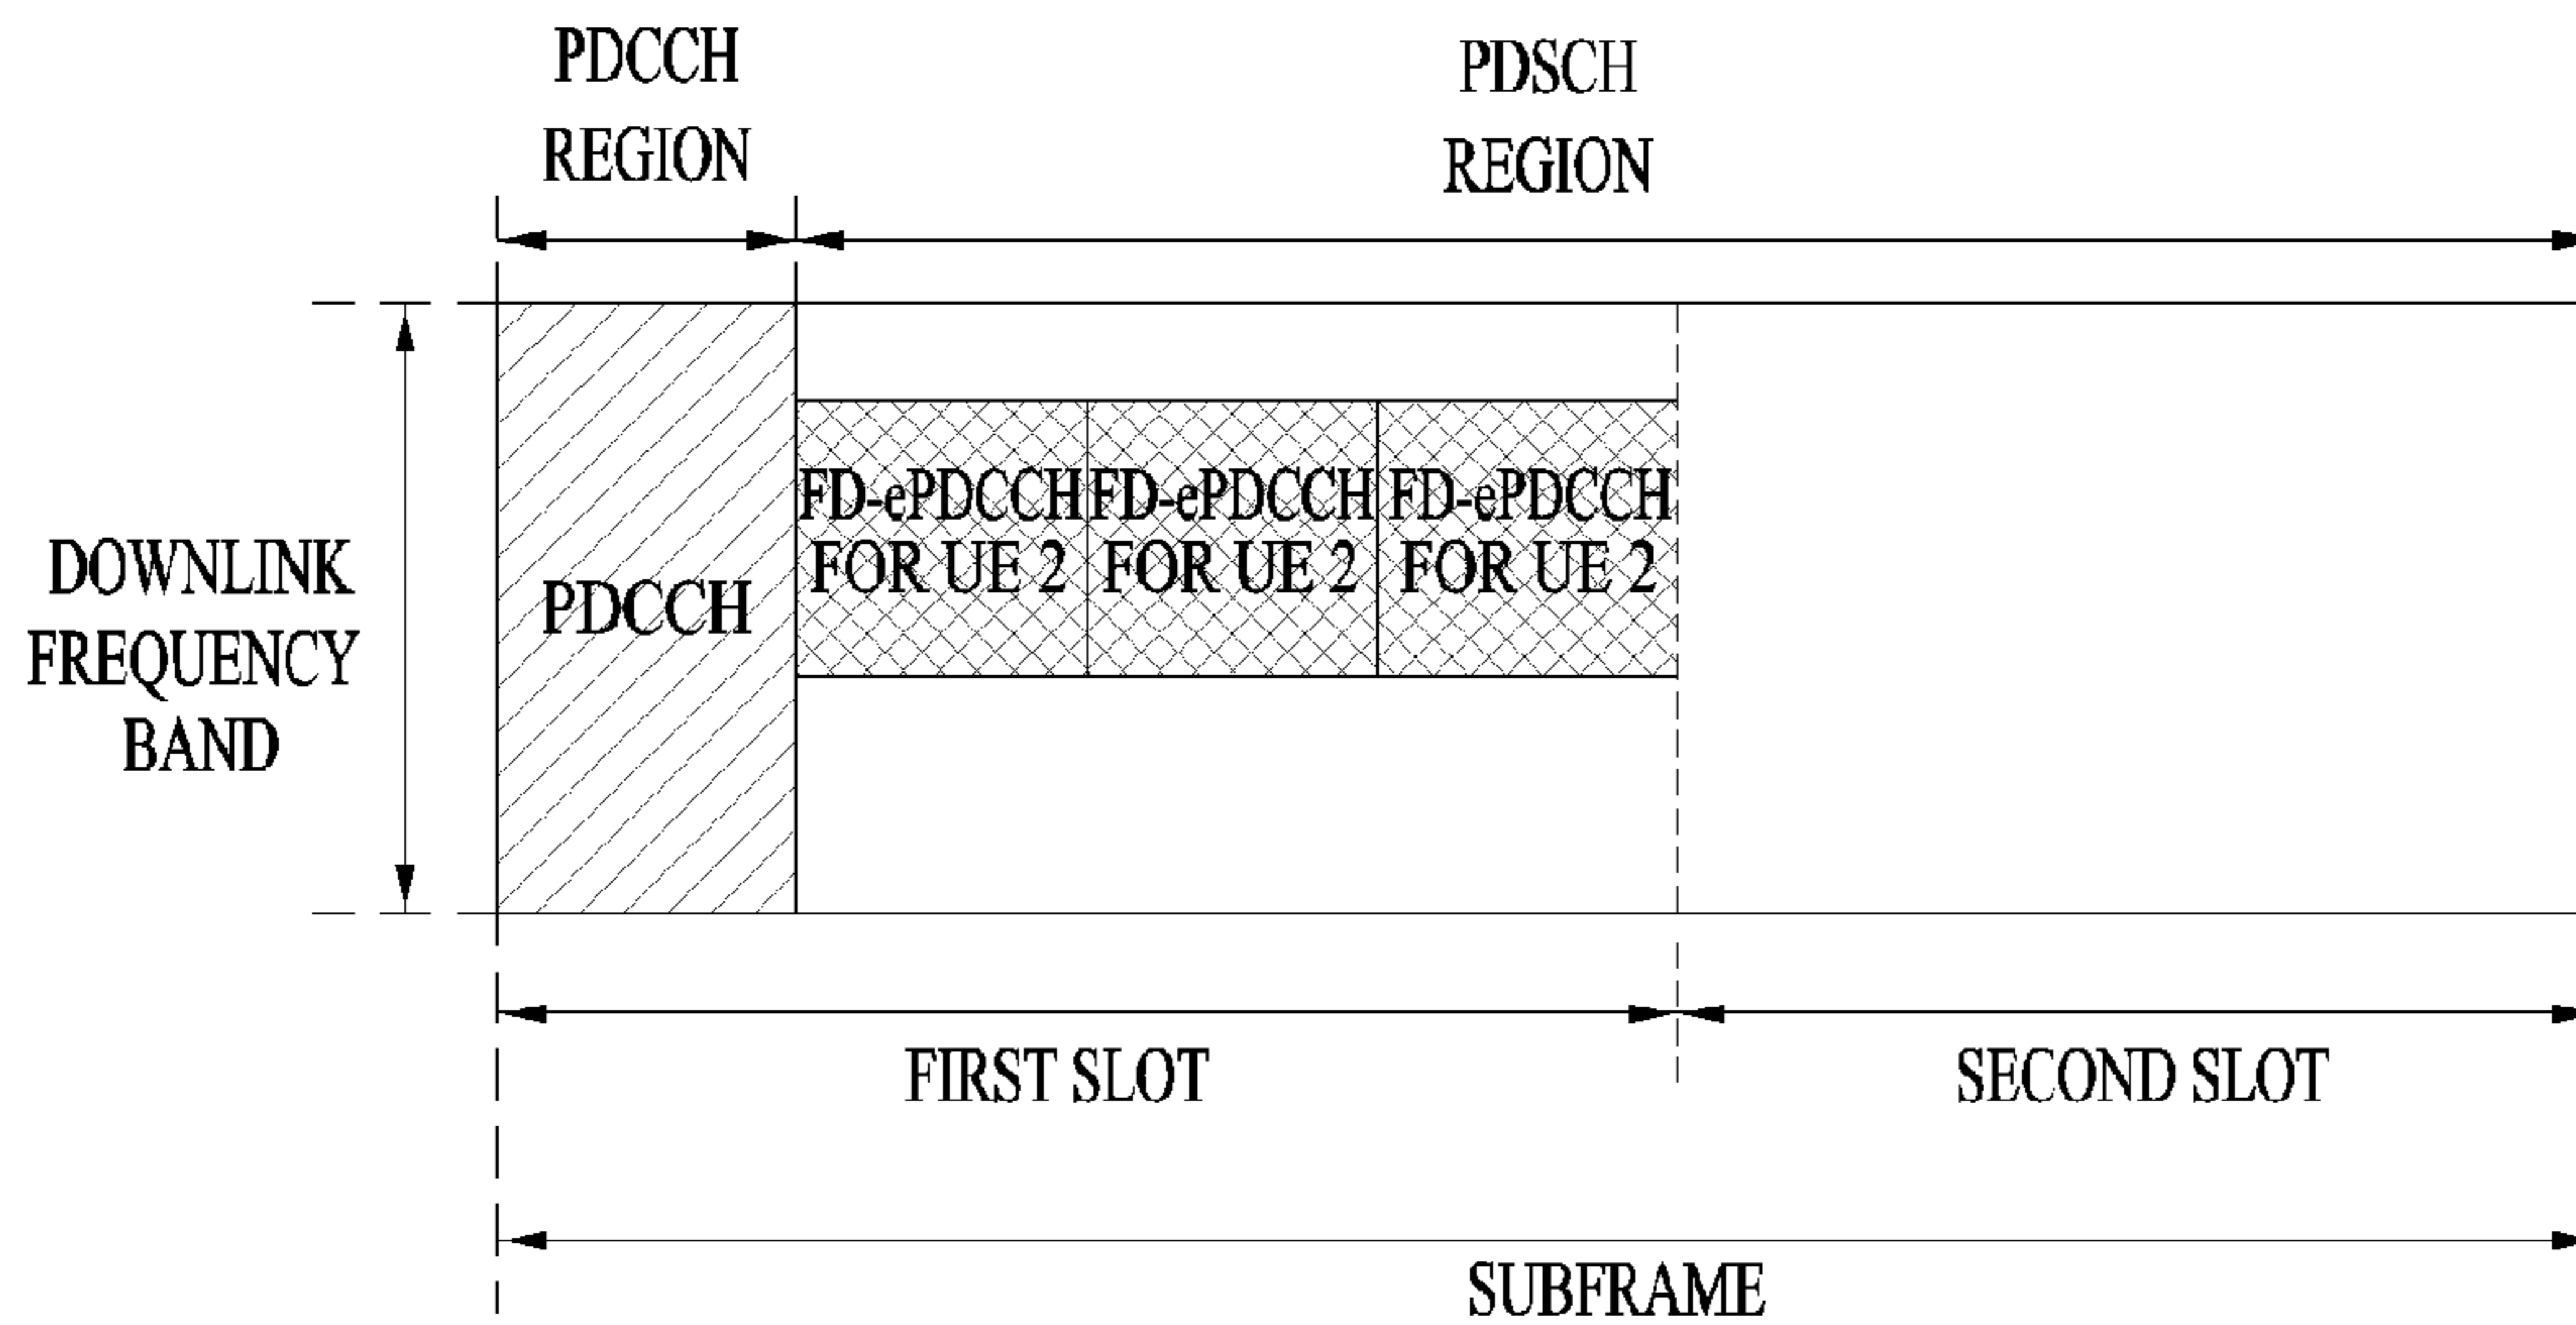 PDCCH
REGION
PDSCH
REGION
DOWNLINK
FREQUENCY
BAND
PDCCH
FD-ePDCCH
FOR UE 2
FD-ePDCCH
FOR UE 2
FD-ePDCCH
FOR UE 2
FIRST SLOT
SECOND SLOT
SUBFRAME